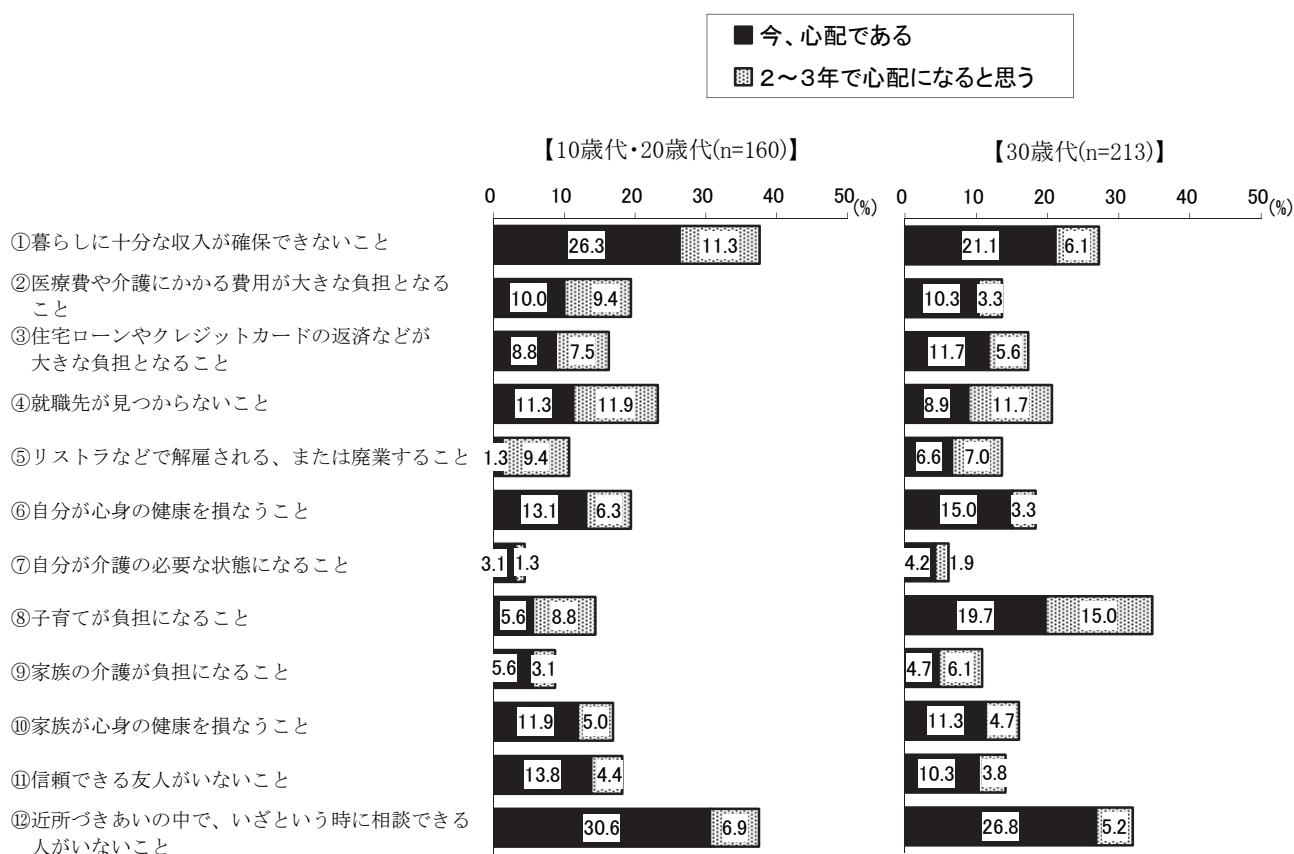 ■今、心配である
２～３年で心配になると思う
【10歳代・20歳代(n=160)】
【30歳代(n=213)】
0 10 20 30 40 50(%)
0 10 20 30 40 50(%)
①暮らしに十分な収入が確保できないこと 26.3 11.3 21.1 6.1
②医療費や介護にかかる費用が大きな負担となる
こと
10.0 9.4 10.3 3.3
③住宅ローンやクレジットカードの返済などが
大きな負担となること
8.8 7.5 11.7 5.6
④就職先が見つからないこと 11.3 11.9 8.9 11.7
⑤リストラなどで解雇される、または廃業すること 1.3 9.4 6.6 7.0
⑥自分が心身の健康を損なうこと 13.1 6.3 15.0 3.3
⑦自分が介護の必要な状態になること 3.1 1.3 4.2 1.9
⑧子育てが負担になること 5.6 8.8 19.7 15.0
⑨家族の介護が負担になること 5.6 3.1 4.7 6.1
⑩家族が心身の健康を損なうこと 11.9 5.0 11.3 4.7
⑪信頼できる友人がいないこと 13.8 4.4 10.3 3.8
⑫近所づきあいの中で、いざという時に相談できる
人がいないこと
30.6 6.9 26.8 5.2